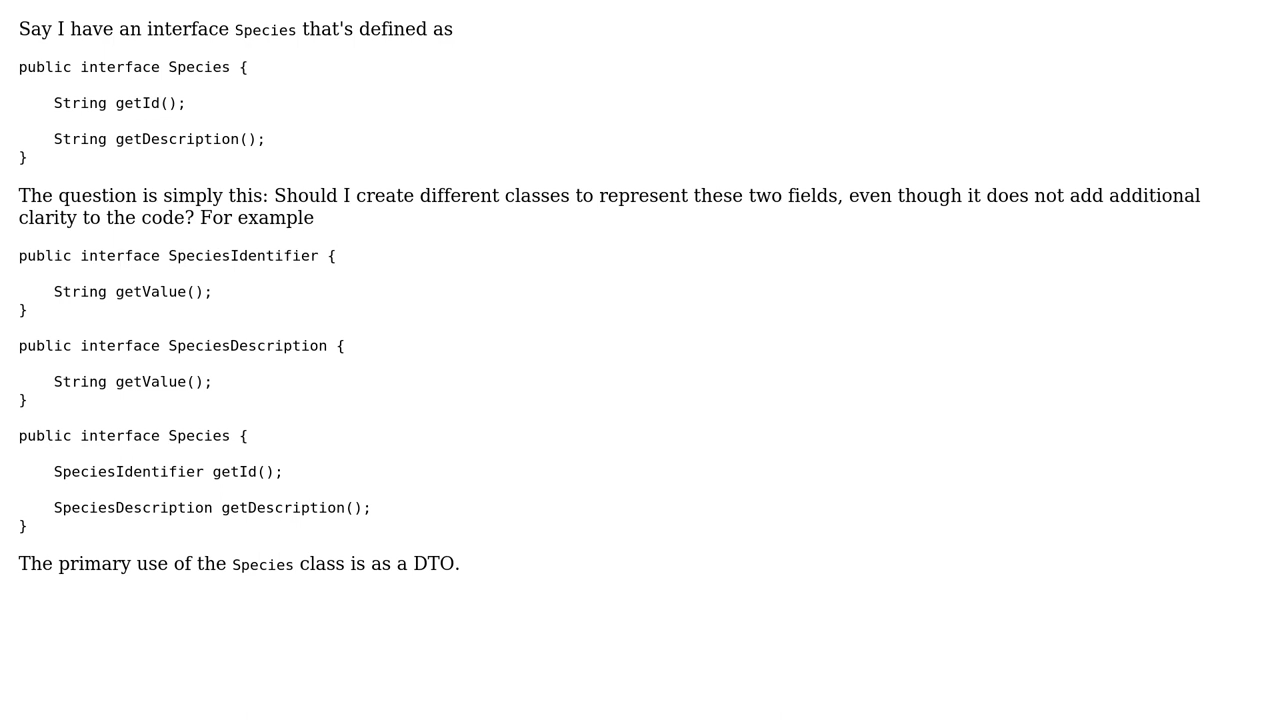 Say I have an interface Species that's defined as
public interface Species {
    String getId();
    String getDescription();
}
The question is simply this: Should I create different classes to represent these two fields, even though it does not add additional
clarity to the code? For example
public interface SpeciesIdentifier {
    String getValue();
}
public interface SpeciesDescription {
    String getValue();
}
public interface Species {
    SpeciesIdentifier getId();
    SpeciesDescription getDescription();
}
The primary use of the Species class is as a DTO.